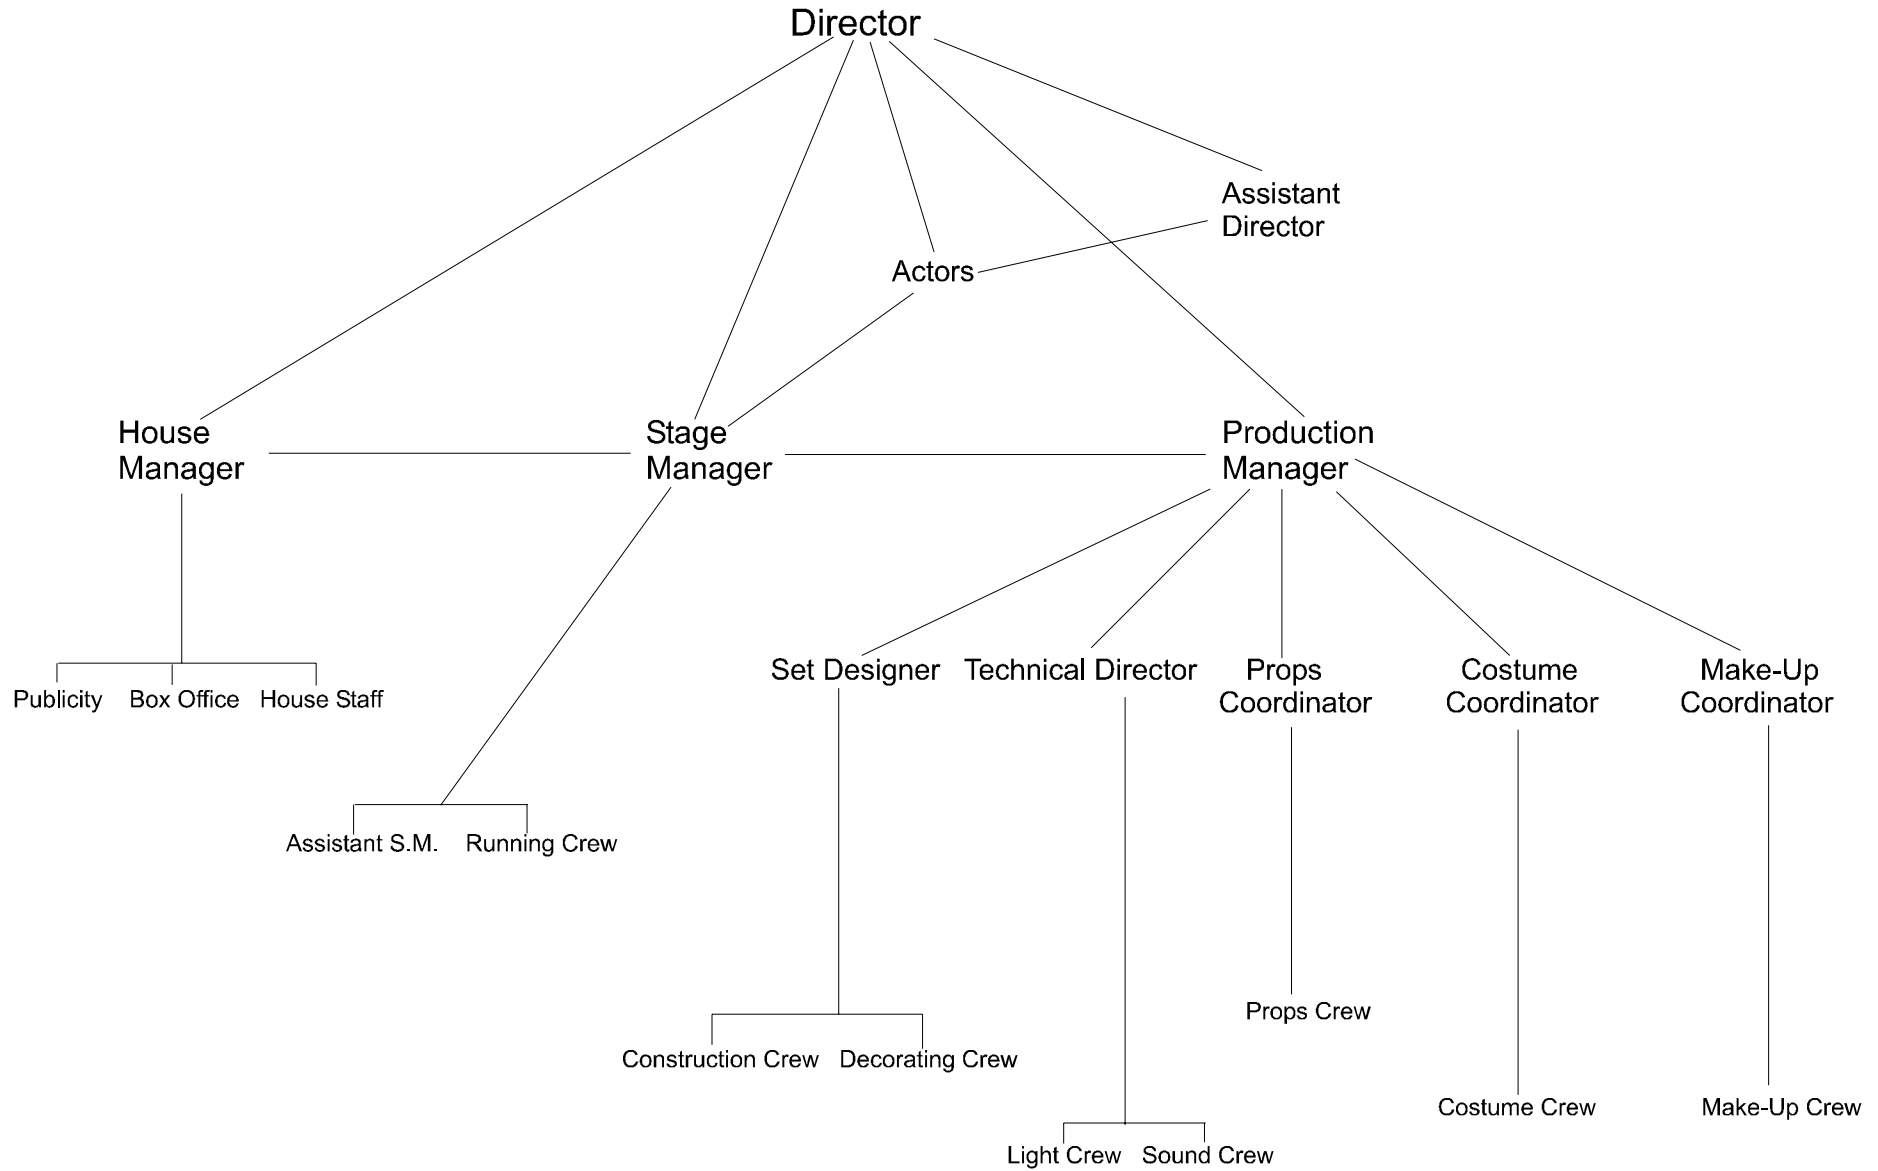 Director
Assistant
Director
Actors
House
Manager
Stage
Manager
Production
Manager
Set Designer
Technical Director
Props
Coordinator
Costume
Coordinator
Make-Up
Coordinator
Publicity
Box Office
House Staff
Assistant S.M.
Running Crew
Props Crew
Construction Crew
Decorating Crew
Costume Crew
Make-Up Crew
Light Crew
Sound Crew